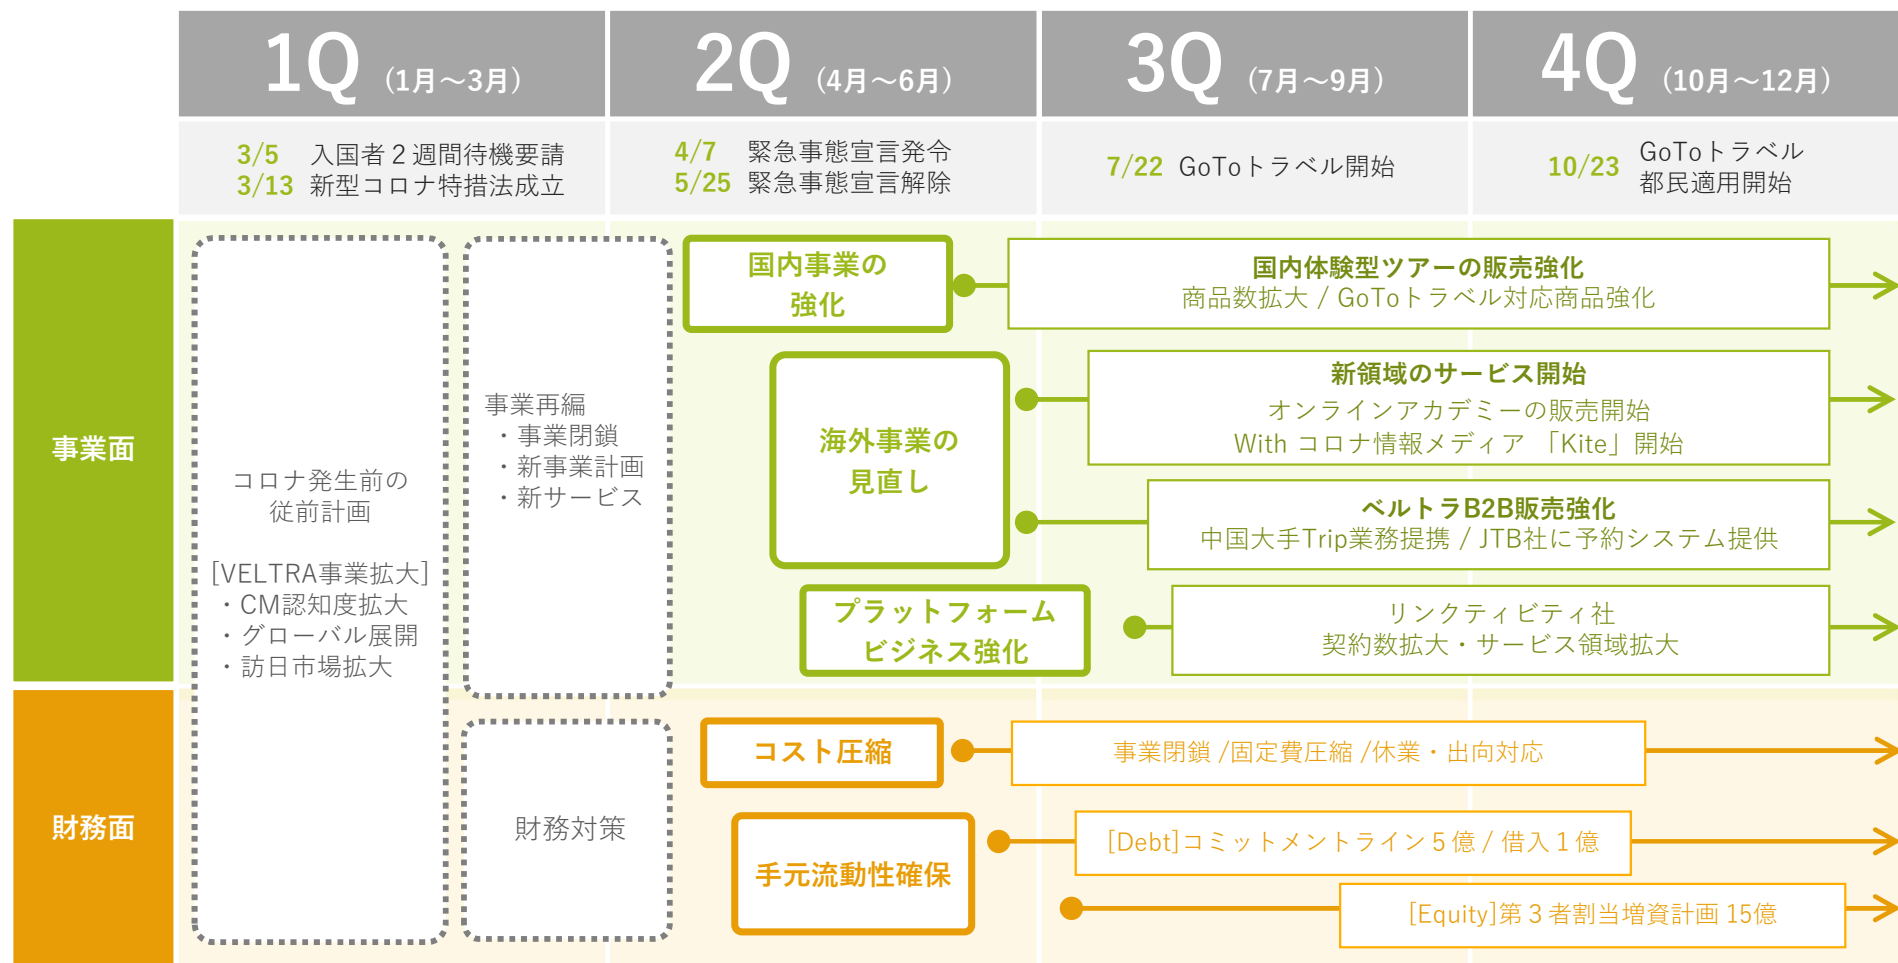 1Q (1月～3月)
2Q (4月～6月)
3Q (7月～9月)
4Q (10月～12月)
3/5 入国者２週間待機要請
3/13 新型コロナ特措法成立
4/7 緊急事態宣言発令
5/25 緊急事態宣言解除
7/22 GoToトラベル開始
10/23 GoToトラベル
都民適用開始
事業面
コロナ発生前の
従前計画
[VELTRA事業拡大]
・CM認知度拡大
・グローバル展開
・訪日市場拡大
事業再編
・事業閉鎖
・新事業計画
・新サービス
国内事業の
強化
国内体験型ツアーの販売強化
商品数拡大 / GoToトラベル対応商品強化
海外事業の
見直し
新領域のサービス開始
オンラインアカデミーの販売開始
With コロナ情報メディア 「Kite」開始
ベルトラB2B販売強化
中国大手Trip業務提携 / JTB社に予約システム提供
プラットフォーム
ビジネス強化
リンクティビティ社
契約数拡大・サービス領域拡大
財務面
財務対策
コスト圧縮
事業閉鎖 /固定費圧縮 /休業・出向対応
手元流動性確保
[Debt]コミットメントライン５億 / 借入１億
[Equity]第３者割当増資計画 15億